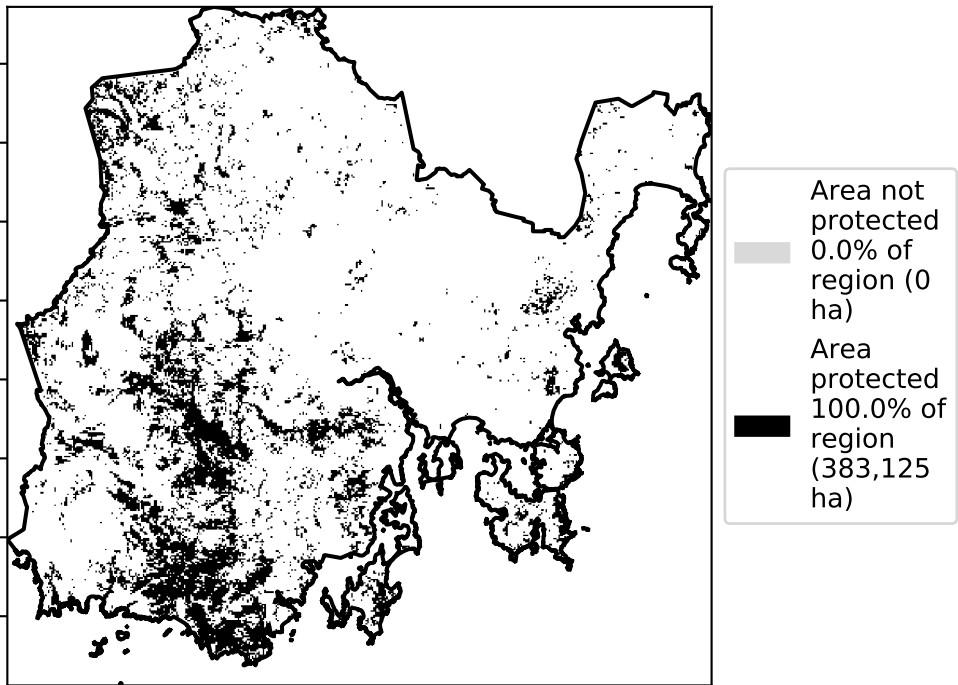 Area not
protected
0.0% of
region (0
ha)
Area
protected
100.0% of
region
(383,125
ha)